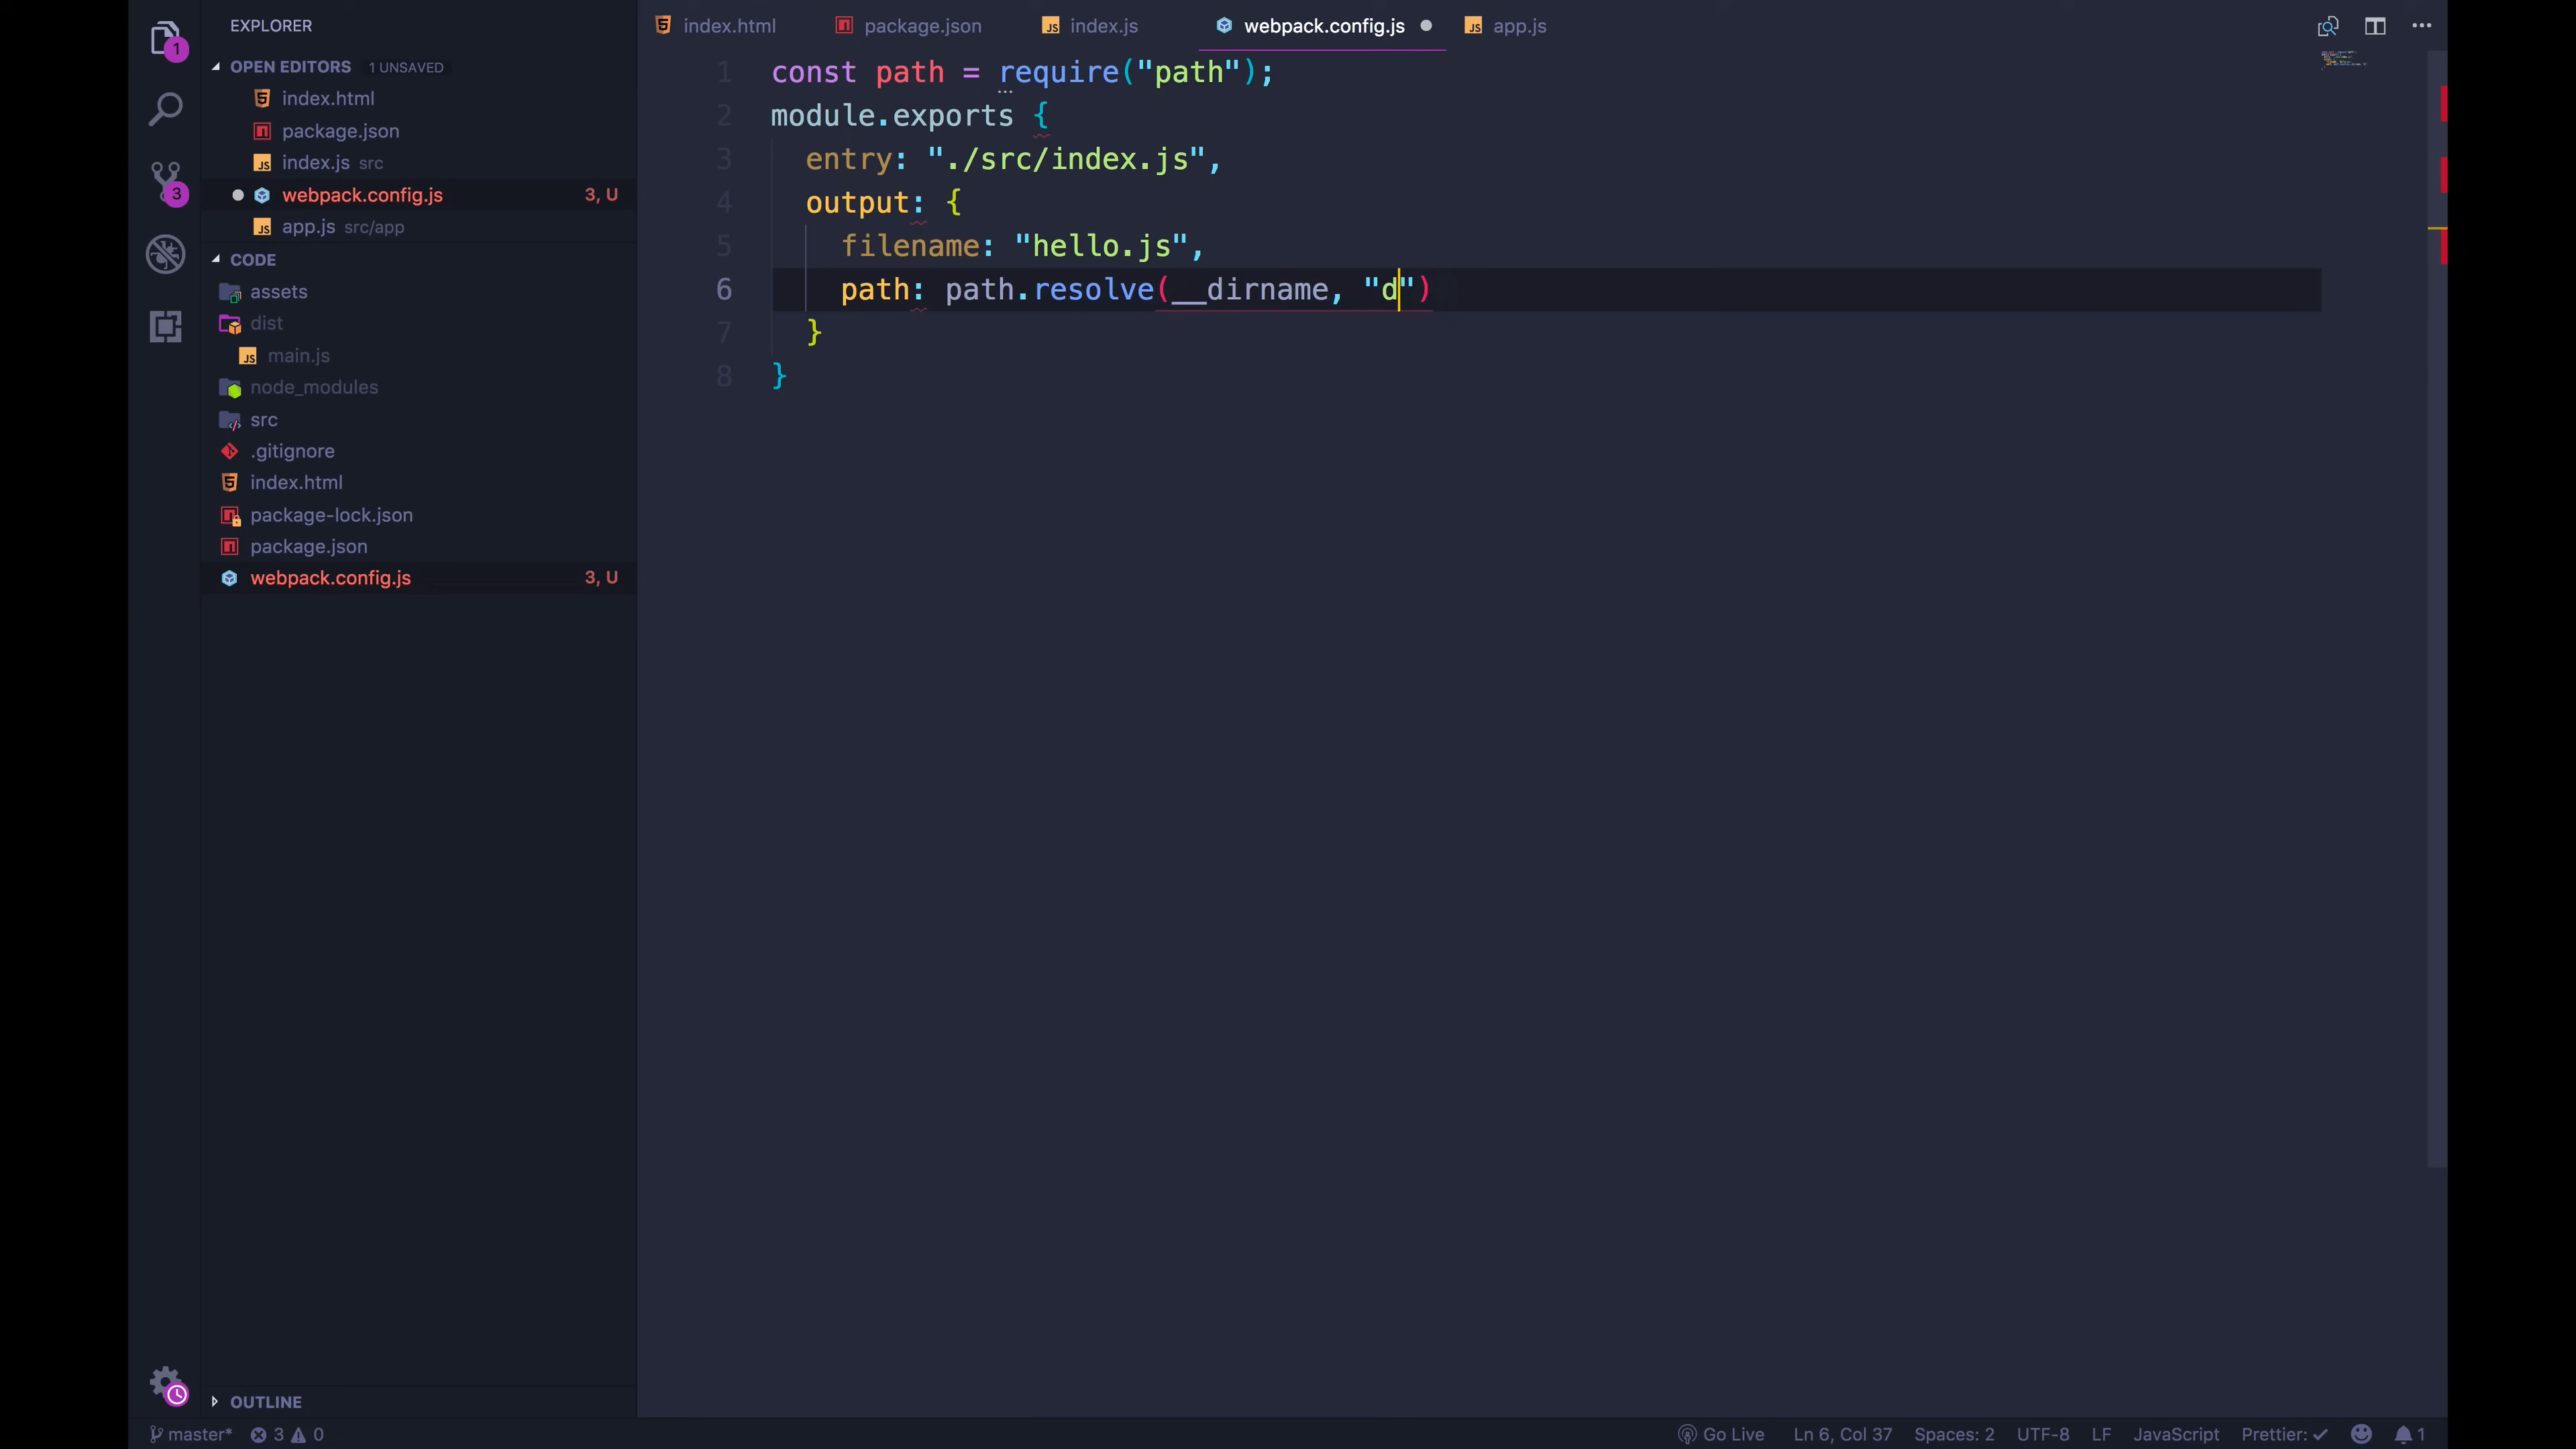 EXPLORER
index.html
package.json
index.js
webpack.config.js
app.js
OPEN EDITORS 1 UNSAVED
index.html
package.json
index.js src
webpack.config.js 3, U
app.js src/app
CODE
assets
dist
main.js
node_modules
src
.gitignore
index.html
package-lock.json
package.json
webpack.config.js 3, U
OUTLINE
1 const path = require("path");
2 module.exports {
3 entry: "./src/index.js",
4 output: {
5 filename: "hello.js",
6 path: path.resolve(__dirname, "d")
7 }
8 }
1
3
master* 3 0
Go Live Ln 6, Col 37 Spaces: 2 UTF-8 LF JavaScript Prettier: ✓ 1